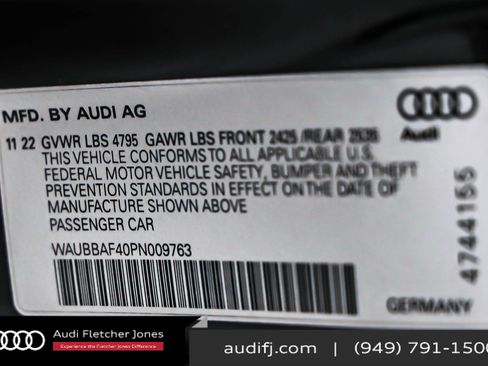 MFD. BY AUDI AG
Audi
11 22 GVWR LBS 4795 GAWR LBS FRONT 2425 /REAR
THIS VEHICLE CONFORMS TO ALL APPLICABLE U.S.
FEDERAL MOTOR VEHICLE SAFETY, BUMPER AND THEFT
PREVENTION STANDARDS IN EFFECT ON THE DATE OF
MANUFACTURE SHOWN ABOVE
PASSENGER CAR
WAUBBAF40PN009763
4744155
GERMANY
Audi Fletcher Jones
Experience the Fletcher Jones Difference.
audifj.com | (949) 791-1500